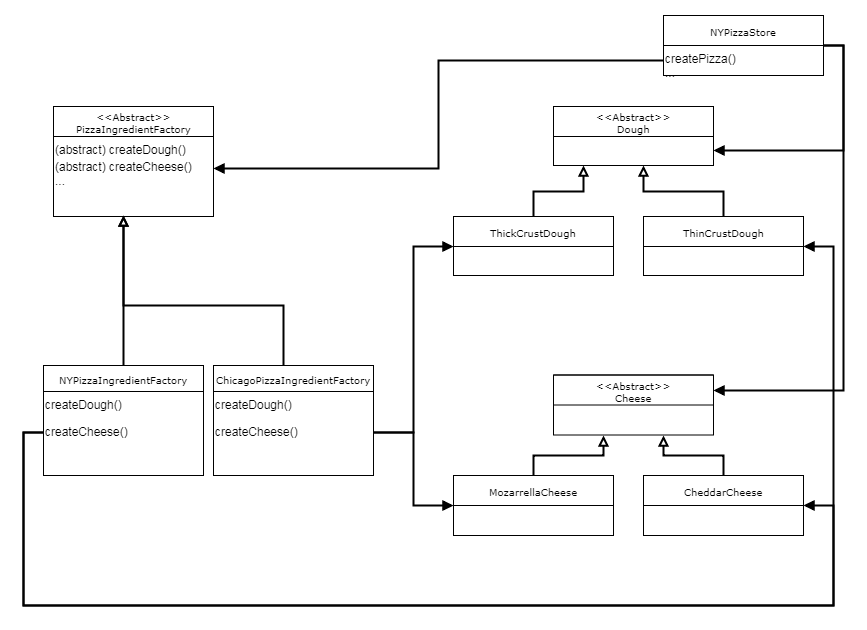 NYPizzaStore
createPizza()
...
<<Abstract>>
PizzaIngredientFactory
(abstract) createDough()
(abstract) createCheese()
...
<<Abstract>>
Dough
ThickCrustDough
ThinCrustDough
NYPizzaIngredientFactory
createDough()
createCheese()
ChicagoPizzaIngredientFactory
createDough()
createCheese()
<<Abstract>>
Cheese
MozarrellaCheese
CheddarCheese